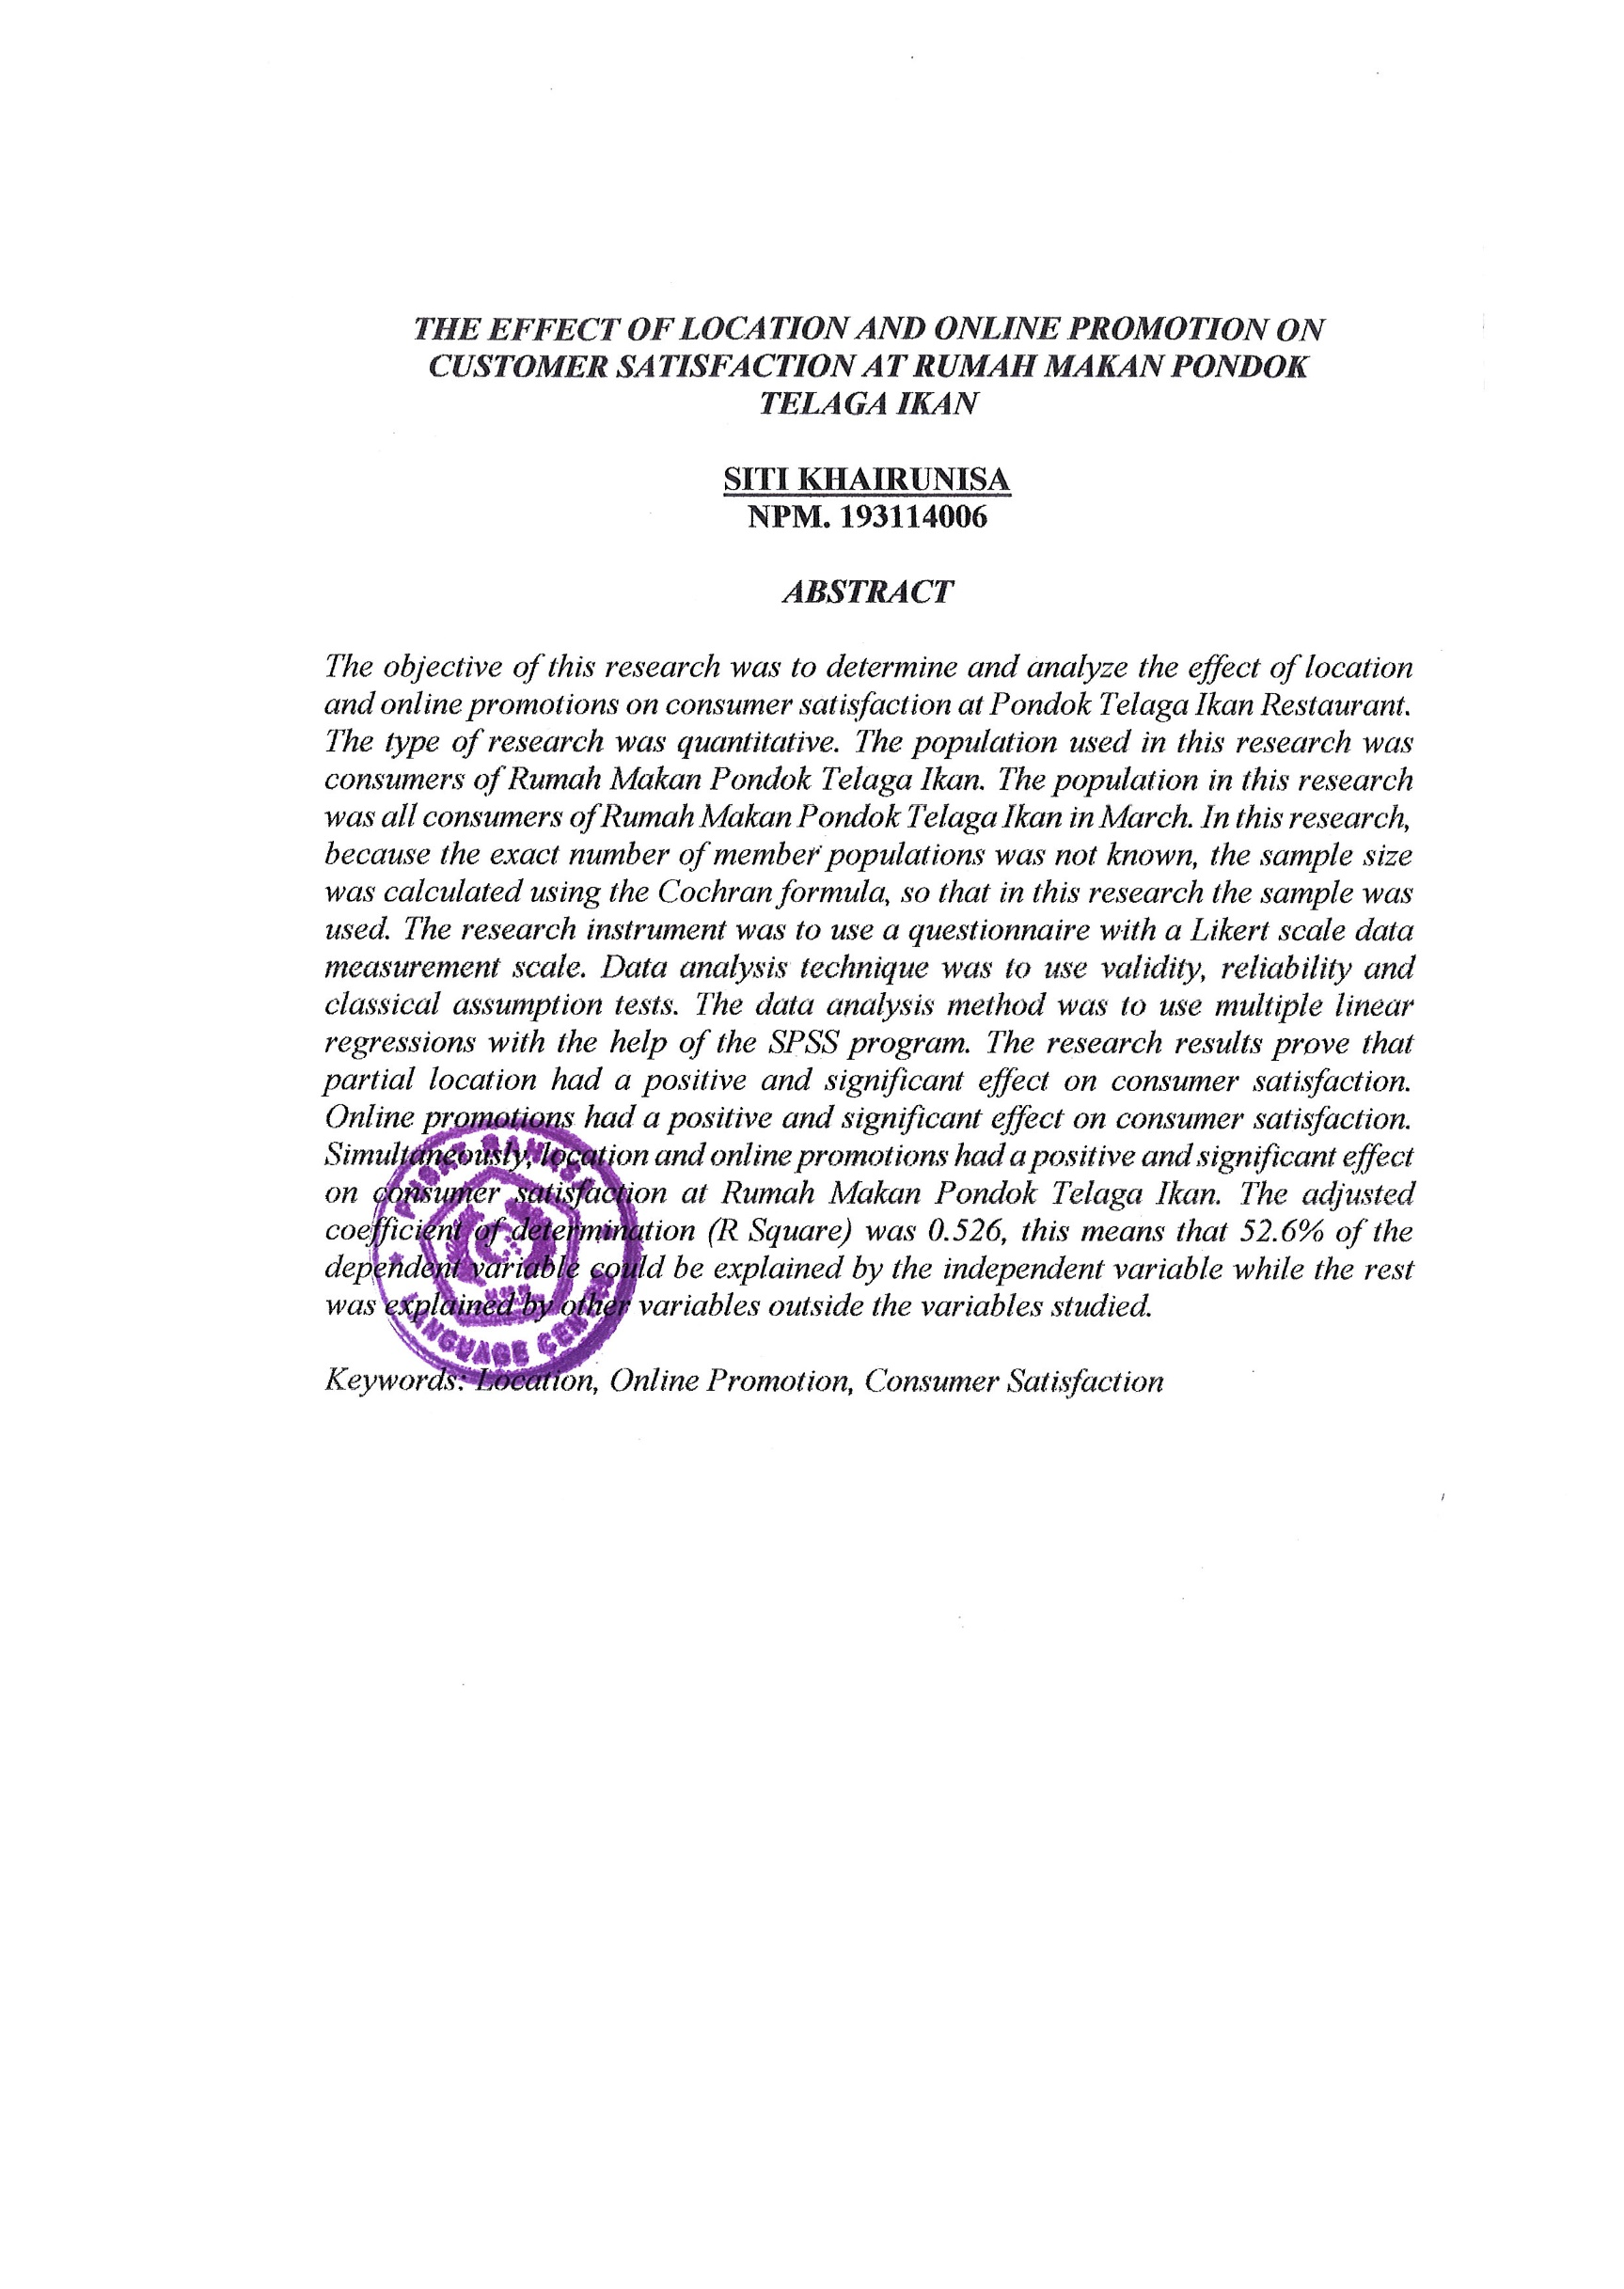 THE EFFECT OF LOCATION AND ONLINE PROMOTION ON
CUSTOMER SATISFACTION AT RUMAH MAKAN PONDOK
TELAGA IKAN
SITI KHAIRUNISA
NPM. 193114006
ABSTRACT
The objective of this research was to determine and analyze the effect of location
and online promotions on consumer satisfaction at Pondok Telaga Ikan Restaurant.
The type of research was quantitative. The population used in this research was
consumers of Rumah Makan Pondok Telaga Ikan. The population in this research
was all consumers of Rumah Makan Pondok Telaga Ikan in March. In this research,
because the exact number of member populations was not known, the sample size
was calculated using the Cochran formula, so that in this research the sample was
used. The research instrument was to use a questionnaire with a Likert scale data
measurement scale. Data analysis technique was to use validity, reliability and
classical assumption tests. The data analysis method was to use multiple linear
regressions with the help of the SPSS program. The research results prove that
partial location had a positive and significant effect on consumer satisfaction.
Online promotions had a positive and significant effect on consumer satisfaction.
Simultaneously, location and online promotions had a positive and significant effect
on consumer satisfaction at Rumah Makan Pondok Telaga Ikan. The adjusted
coefficient of determination (R Square) was 0.526, this means that 52.6% of the
dependent variable could be explained by the independent variable while the rest
was explained by other variables outside the variables studied.
Keywords: Location, Online Promotion, Consumer Satisfaction
PUSAT BAHASA
LANGUAGE CENTER